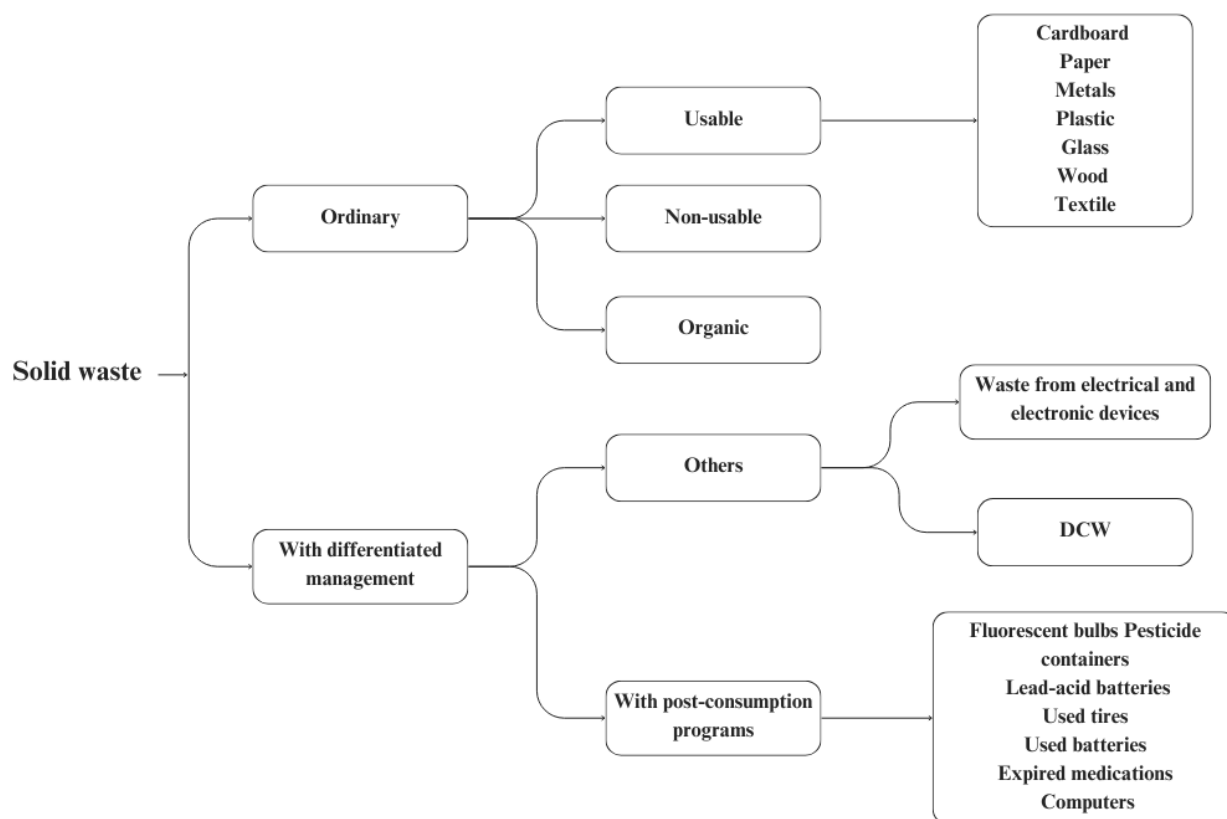 Solid waste
Ordinary
With differentiated
management
Usable
Non-usable
Organic
Others
With post-consumption
programs
Cardboard
Paper
Metals
Plastic
Glass
Wood
Textile
Waste from electrical and
electronic devices
DCW
Fluorescent bulbs Pesticide
containers
Lead-acid batteries
Used tires
Used batteries
Expired medications
Computers